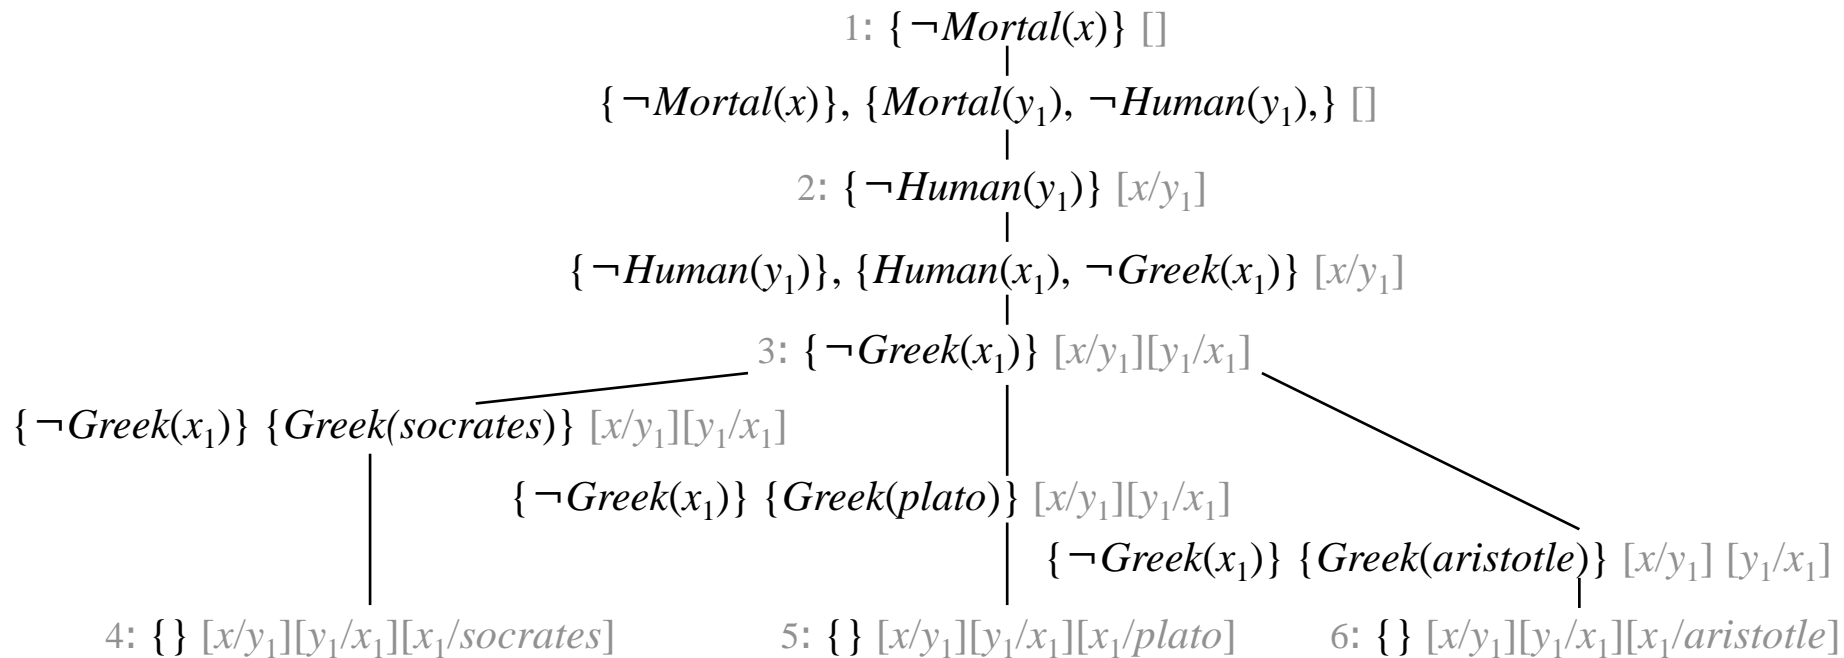 1: {¬Mortal(x)} []
{¬Mortal(x)}, {Mortal(y₁), ¬Human(y₁),} []
2: {¬Human(y₁)} [x/y₁]
{¬Human(y₁)}, {Human(x₁), ¬Greek(x₁)} [x/y₁]
3: {¬Greek(x₁)} [x/y₁][y₁/x₁]
{¬Greek(x₁)} {Greek(socrates)} [x/y₁][y₁/x₁]
{¬Greek(x₁)} {Greek(plato)} [x/y₁][y₁/x₁]
{¬Greek(x₁)} {Greek(aristotle)} [x/y₁] [y₁/x₁]
4: {} [x/y₁][y₁/x₁][x₁/socrates]
5: {} [x/y₁][y₁/x₁][x₁/plato]
6: {} [x/y₁][y₁/x₁][x₁/aristotle]